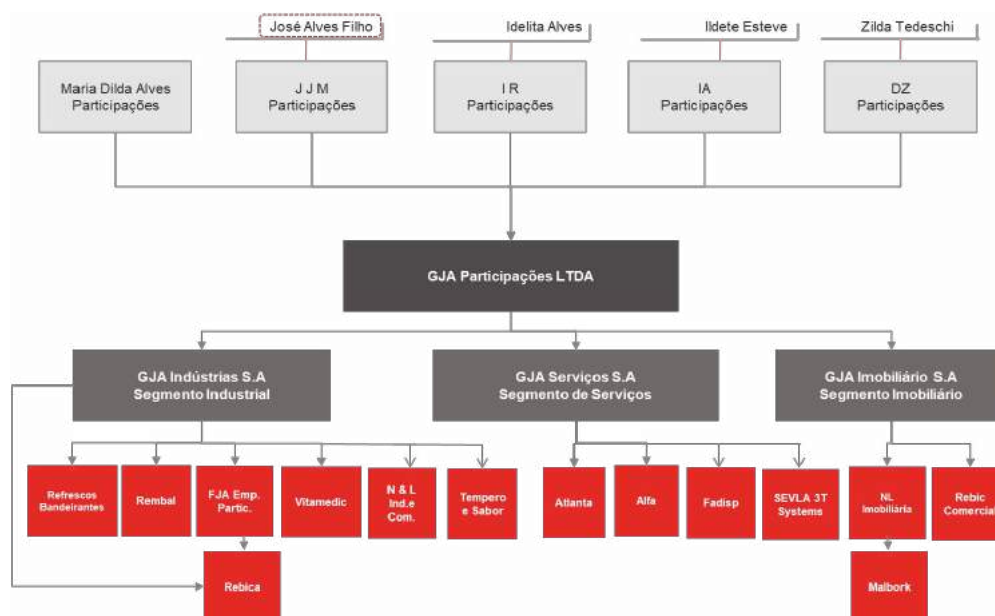 José Alves Filho
Idelita Alves
Ildete Esteve
Zilda Tedeschi
Maria Dilda Alves
Participações
J J M
Participações
I R
Participações
IA
Participações
DZ
Participações
GJA Participações LTDA
GJA Indústrias S.A
Segmento Industrial
GJA Serviços S.A
Segmento de Serviços
GJA Imobiliário S.A
Segmento Imobiliário
Refrescos
Bandeirantes
Rembal
FJA Emp.
Partic.
Vitamedic
N & L
Ind.e
Com.
Tempero
e Sabor
Atlanta
Alfa
Fadisp
SEVLA 3T
Systems
NL
Imobiliária
Rebic
Comercial
Rebica
Malbork